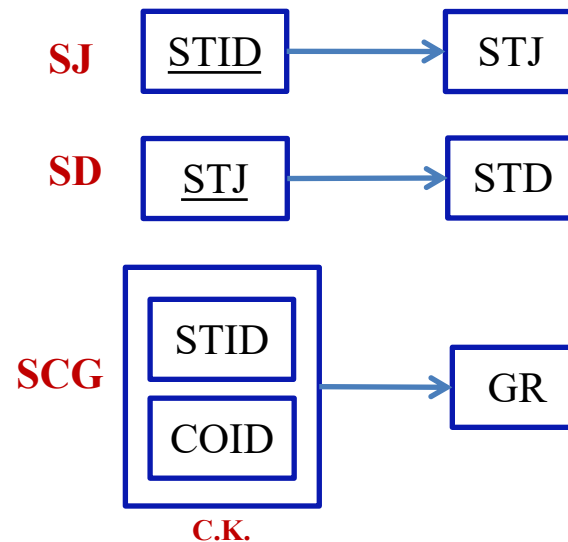 SJ STID STJ
SD STJ STD
STID
SCG GR
COID
C.K.